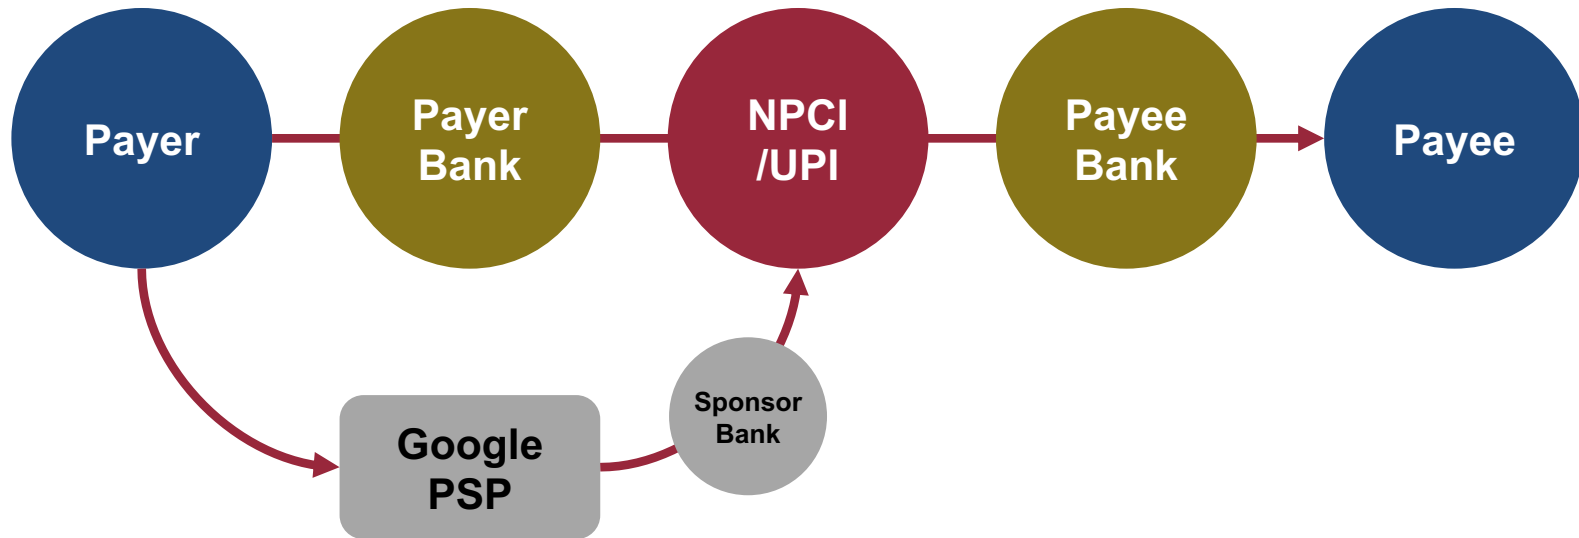 Payer
Payer
Bank
NPCI
/UPI
Payee
Bank
Payee
Google
PSP
Sponsor
Bank